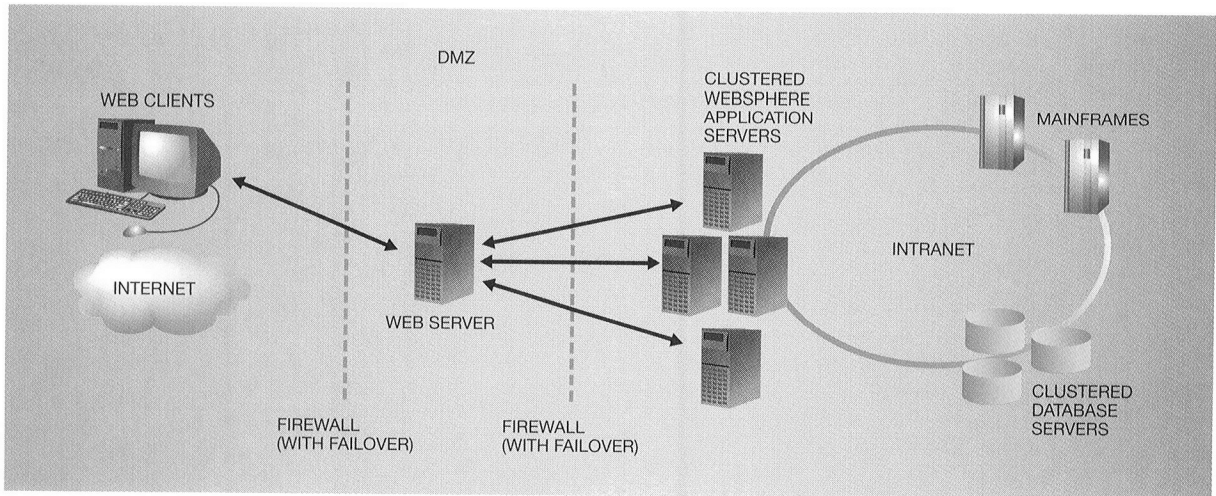 DMZ
WEB CLIENTS
CLUSTERED
WEBSPHERE
APPLICATION
SERVERS
MAINFRAMES
INTERNET
WEB SERVER
INTRANET
FIREWALL
(WITH FAILOVER)
FIREWALL
(WITH FAILOVER)
CLUSTERED
DATABASE
SERVERS